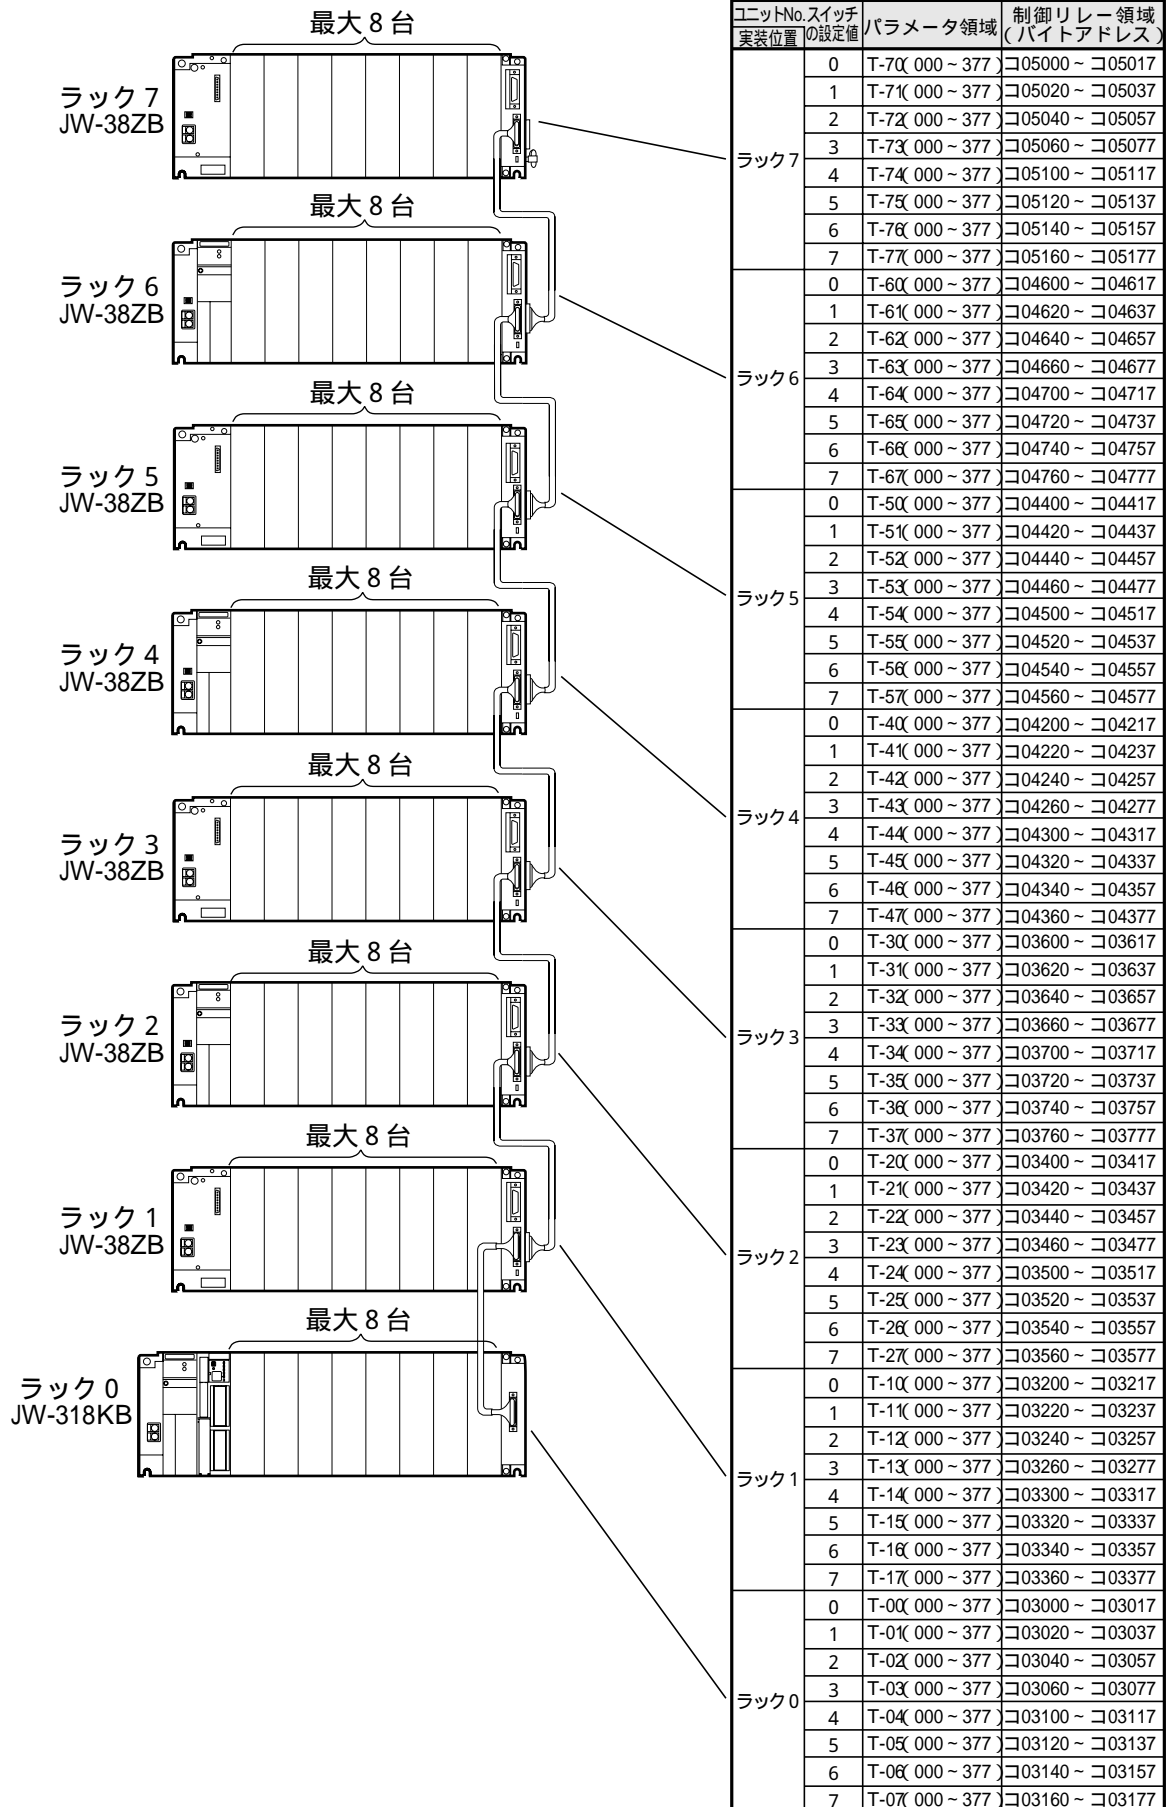 最大8台
ラック7
JW-38ZB
最大8台
ラック6
JW-38ZB
最大8台
ラック5
JW-38ZB
最大8台
ラック4
JW-38ZB
最大8台
ラック3
JW-38ZB
最大8台
ラック2
JW-38ZB
最大8台
ラック1
JW-38ZB
最大8台
ラック0
JW-318KB
ユニットNo.スイッチの設定値
実装位置
パラメータ領域
制御リレー領域
(バイトアドレス)
ラック7
0 T-70(000~377) コ05000~コ05017
1 T-71(000~377) コ05020~コ05037
2 T-72(000~377) コ05040~コ05057
3 T-73(000~377) コ05060~コ05077
4 T-74(000~377) コ05100~コ05117
5 T-75(000~377) コ05120~コ05137
6 T-76(000~377) コ05140~コ05157
7 T-77(000~377) コ05160~コ05177
ラック6
0 T-60(000~377) コ04600~コ04617
1 T-61(000~377) コ04620~コ04637
2 T-62(000~377) コ04640~コ04657
3 T-63(000~377) コ04660~コ04677
4 T-64(000~377) コ04700~コ04717
5 T-65(000~377) コ04720~コ04737
6 T-66(000~377) コ04740~コ04757
7 T-67(000~377) コ04760~コ04777
ラック5
0 T-50(000~377) コ04400~コ04417
1 T-51(000~377) コ04420~コ04437
2 T-52(000~377) コ04440~コ04457
3 T-53(000~377) コ04460~コ04477
4 T-54(000~377) コ04500~コ04517
5 T-55(000~377) コ04520~コ04537
6 T-56(000~377) コ04540~コ04557
7 T-57(000~377) コ04560~コ04577
ラック4
0 T-40(000~377) コ04200~コ04217
1 T-41(000~377) コ04220~コ04237
2 T-42(000~377) コ04240~コ04257
3 T-43(000~377) コ04260~コ04277
4 T-44(000~377) コ04300~コ04317
5 T-45(000~377) コ04320~コ04337
6 T-46(000~377) コ04340~コ04357
7 T-47(000~377) コ04360~コ04377
ラック3
0 T-30(000~377) コ03600~コ03617
1 T-31(000~377) コ03620~コ03637
2 T-32(000~377) コ03640~コ03657
3 T-33(000~377) コ03660~コ03677
4 T-34(000~377) コ03700~コ03717
5 T-35(000~377) コ03720~コ03737
6 T-36(000~377) コ03740~コ03757
7 T-37(000~377) コ03760~コ03777
ラック2
0 T-20(000~377) コ03400~コ03417
1 T-21(000~377) コ03420~コ03437
2 T-22(000~377) コ03440~コ03457
3 T-23(000~377) コ03460~コ03477
4 T-24(000~377) コ03500~コ03517
5 T-25(000~377) コ03520~コ03537
6 T-26(000~377) コ03540~コ03557
7 T-27(000~377) コ03560~コ03577
ラック1
0 T-10(000~377) コ03200~コ03217
1 T-11(000~377) コ03220~コ03237
2 T-12(000~377) コ03240~コ03257
3 T-13(000~377) コ03260~コ03277
4 T-14(000~377) コ03300~コ03317
5 T-15(000~377) コ03320~コ03337
6 T-16(000~377) コ03340~コ03357
7 T-17(000~377) コ03360~コ03377
ラック0
0 T-00(000~377) コ03000~コ03017
1 T-01(000~377) コ03020~コ03037
2 T-02(000~377) コ03040~コ03057
3 T-03(000~377) コ03060~コ03077
4 T-04(000~377) コ03100~コ03117
5 T-05(000~377) コ03120~コ03137
6 T-06(000~377) コ03140~コ03157
7 T-07(000~377) コ03160~コ03177